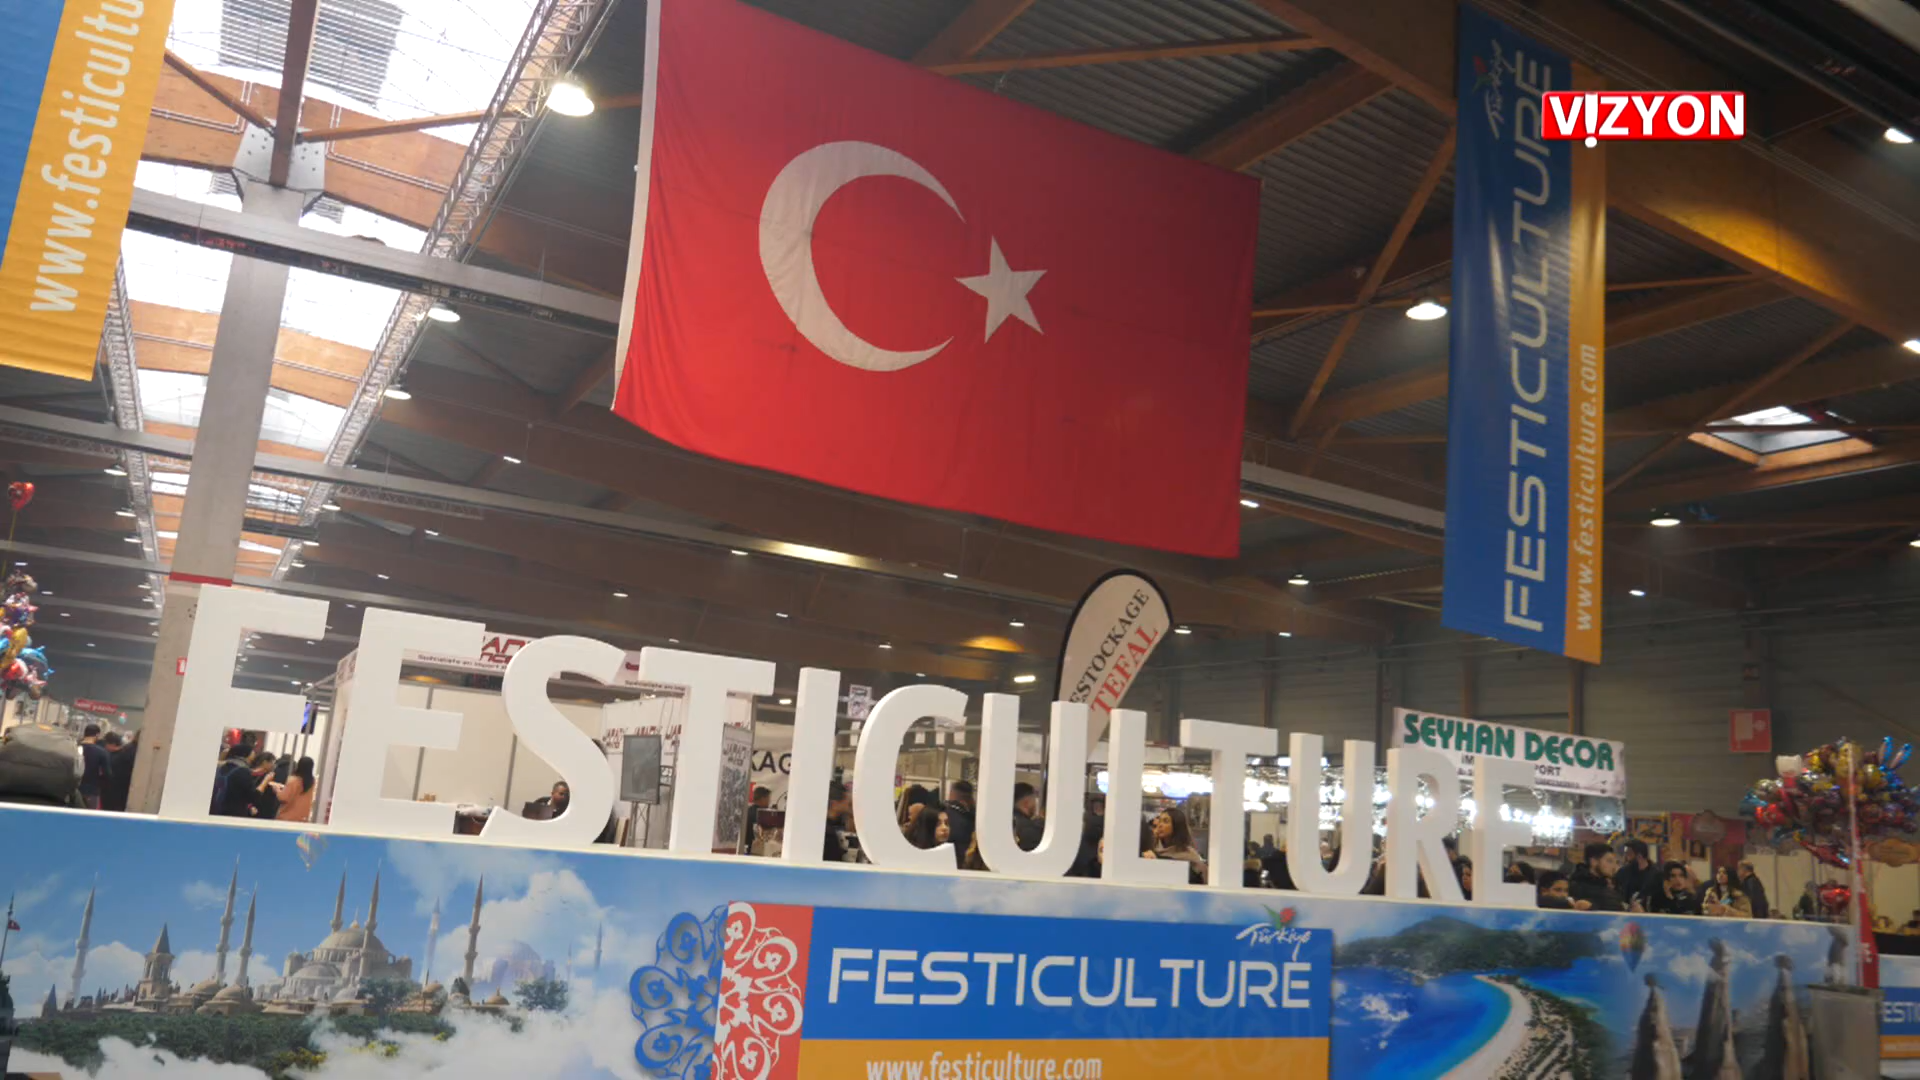 www.festicultu
VİZYON
Türkiye
FESTICULTURE
www.festiculture.com
ESTOCKAGE
TEFAL
SEYHAN DECOR
FESTICULTURE
Türkiye
FESTICULTURE
www.festiculture.com
FESTIC